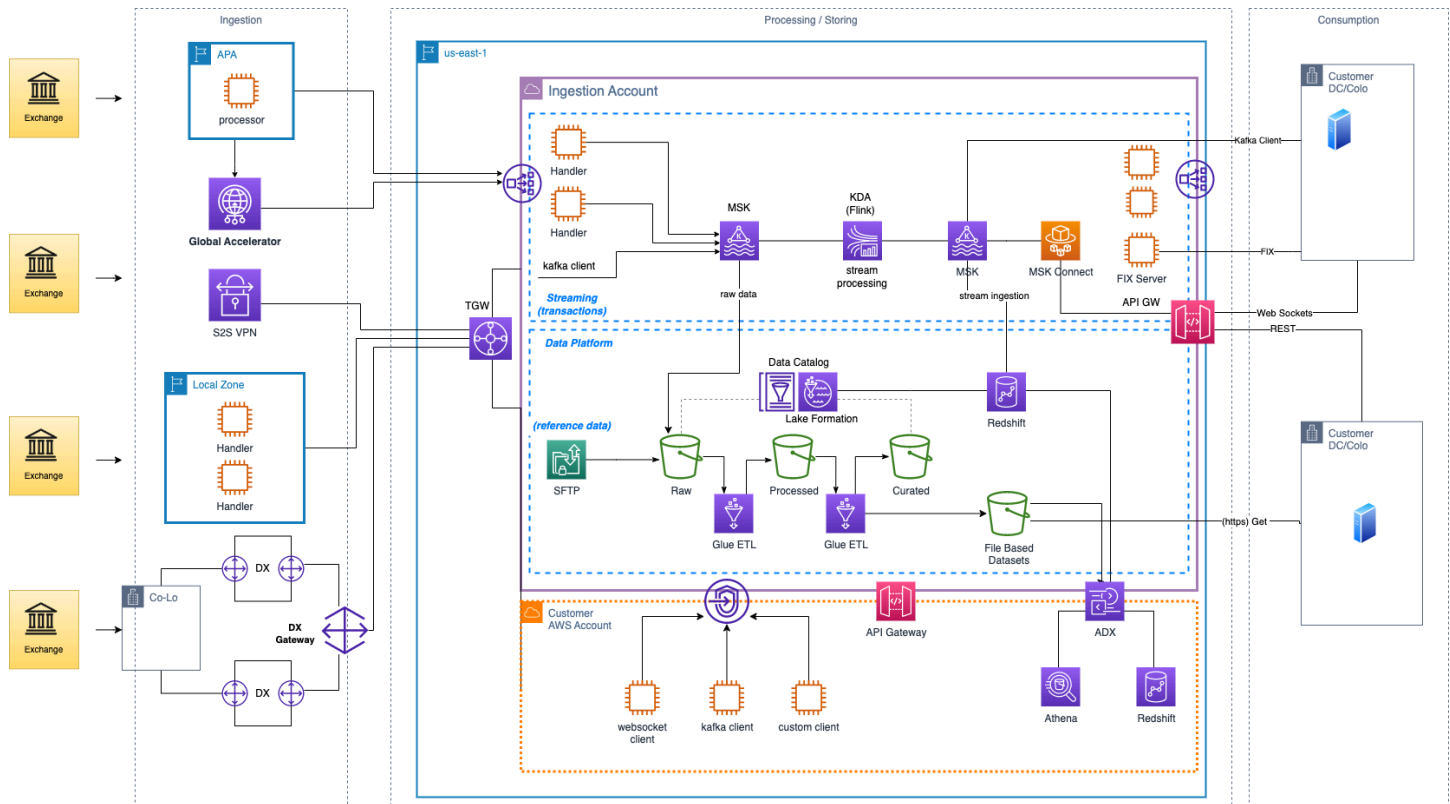 Ingestion
Processing / Storing
Consumption
Exchange
Exchange
Exchange
Exchange
APA
processor
Global Accelerator
S2S VPN
Local Zone
Handler
Handler
Co-Lo
DX
DX
DX
Gateway
TGW
us-east-1
Ingestion Account
Handler
Handler
kafka client
Streaming
(transactions)
MSK
raw data
KDA
(Flink)
stream
processing
MSK
stream ingestion
MSK Connect
FIX Server
API GW
Data Platform
(reference data)
SFTP
Raw
Glue ETL
Processed
Glue ETL
Curated
Data Catalog
Lake Formation
Redshift
File Based
Datasets
Customer
AWS Account
websocket
client
kafka client
custom client
API Gateway
ADX
Athena
Redshift
Customer
DC/Colo
Kafka Client
FIX
Web Sockets
REST
Customer
DC/Colo
(https) Get